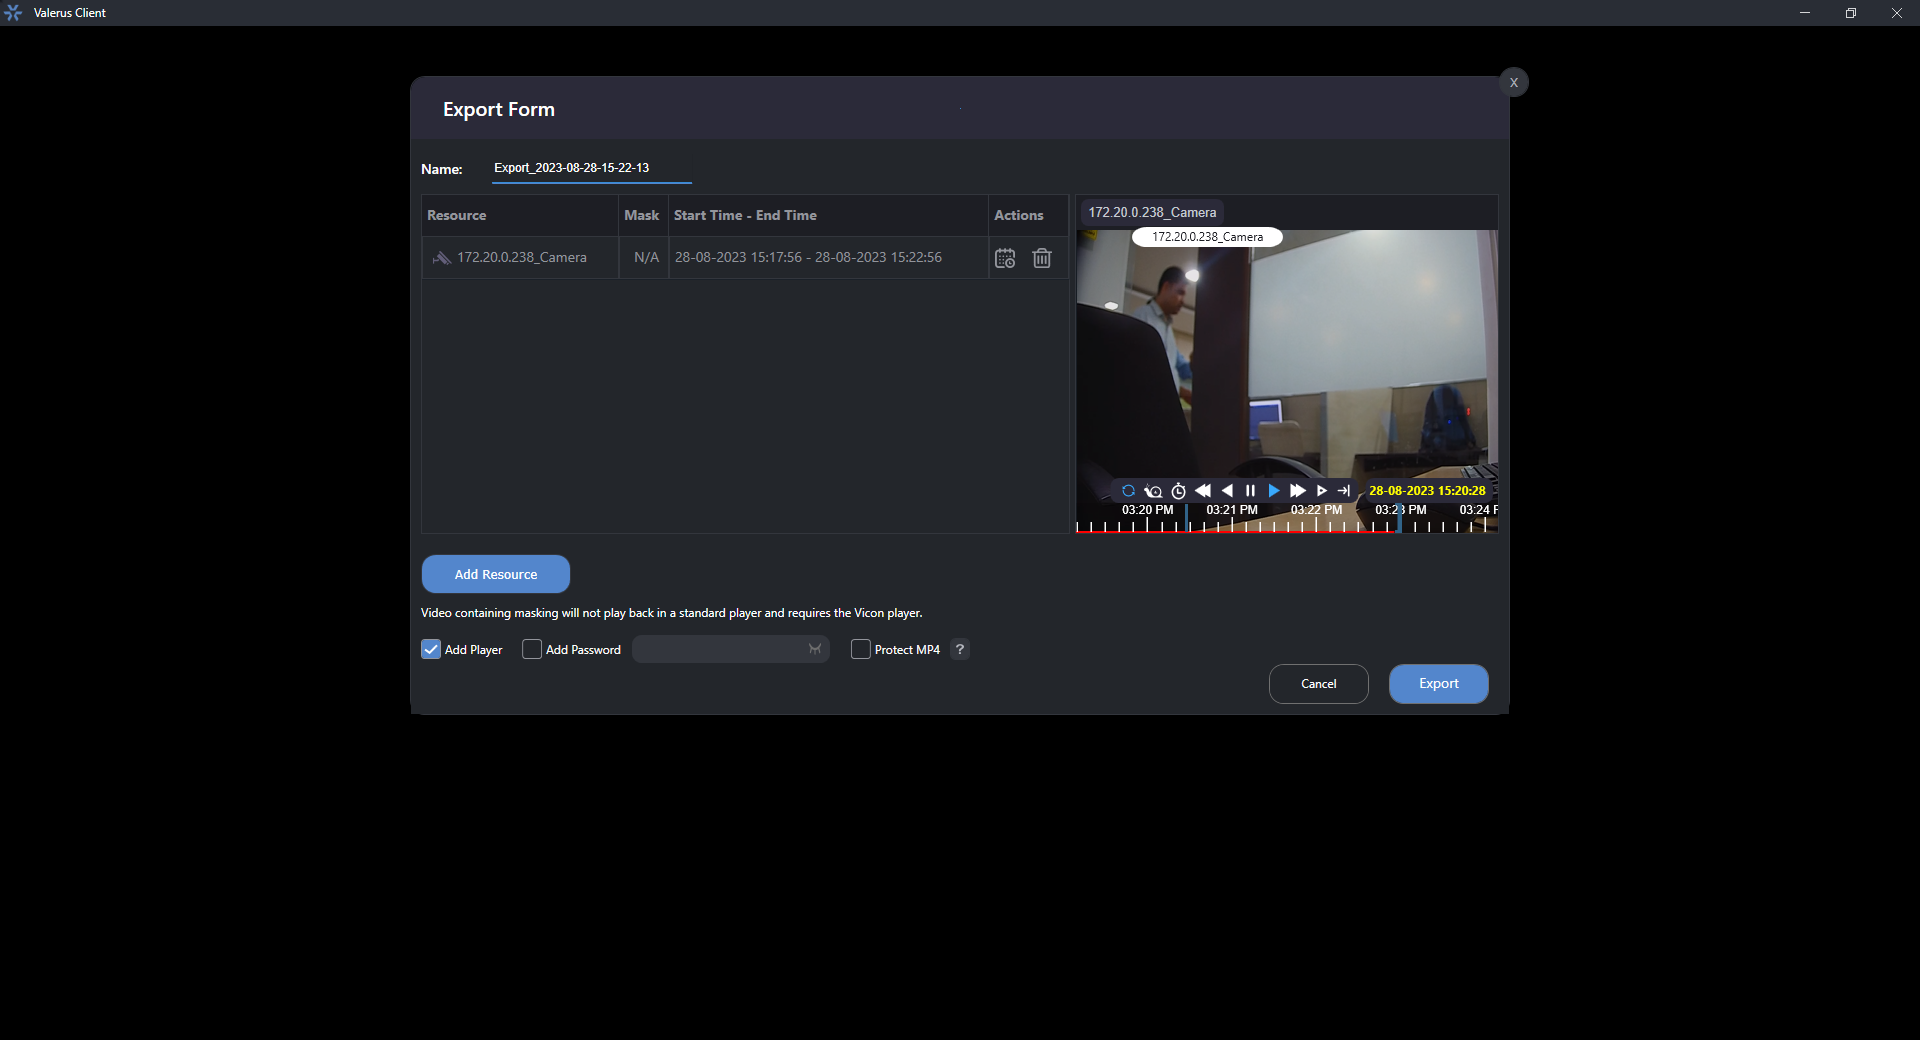 Valerus Client
X
Export Form
Name: Export_2023-08-28-15-22-13
Resource Mask Start Time - End Time Actions
172.20.0.238_Camera N/A 28-08-2023 15:17:56 - 28-08-2023 15:22:56
172.20.0.238_Camera
172.20.0.238_Camera
28-08-2023 15:20:28
03:20 PM 03:21 PM 03:22 PM 03:23 PM 03:24 P
Add Resource
Video containing masking will not play back in a standard player and requires the Vicon player.
Add Player Add Password Protect MP4 ?
Cancel Export